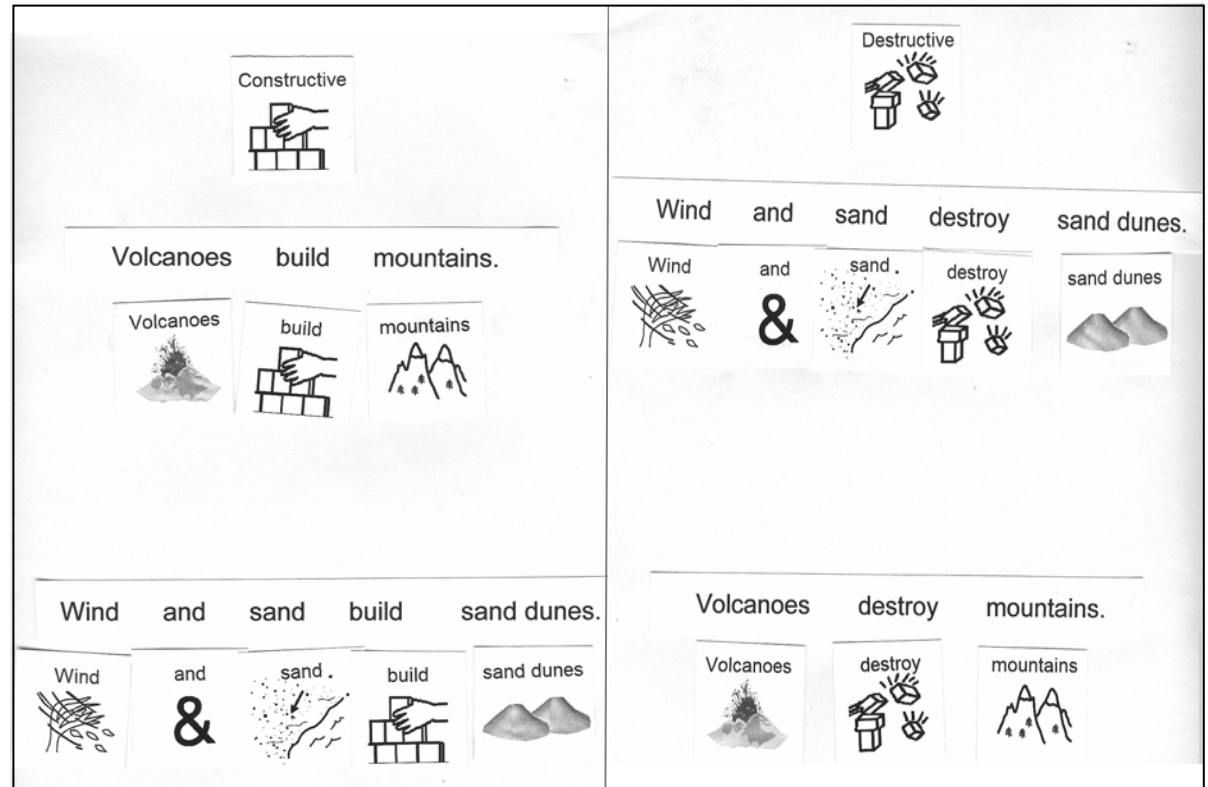 Constructive
Volcanoes build mountains.
Volcanoes build mountains
Wind and sand build sand dunes.
Wind and sand build sand dunes
&
Destructive
Wind and sand destroy sand dunes.
Wind and sand destroy sand dunes
&
Volcanoes destroy mountains.
Volcanoes destroy mountains